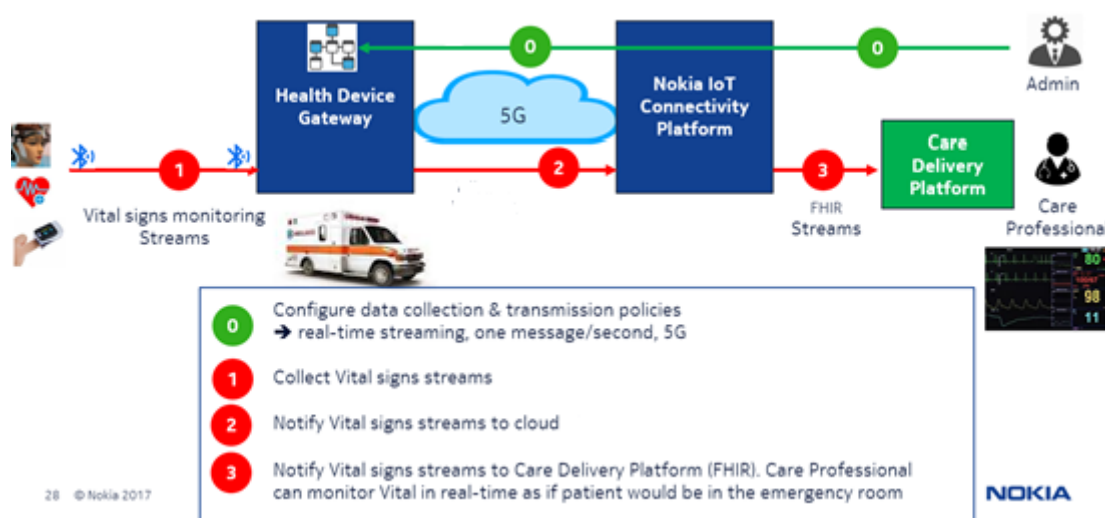 0
0
Admin
Health Device
Gateway
5G
Nokia IoT
Connectivity
Platform
1
2
3
Care
Delivery
Platform
Vital signs monitoring
Streams
FHIR
Streams
Care
Professional
80
98
11
0
Configure data collection & transmission policies
➔ real-time streaming, one message/second, 5G
1
Collect Vital signs streams
2
Notify Vital signs streams to cloud
3
Notify Vital signs streams to Care Delivery Platform (FHIR). Care Professional
can monitor Vital in real-time as if patient would be in the emergency room
28 © Nokia 2017
NOKIA